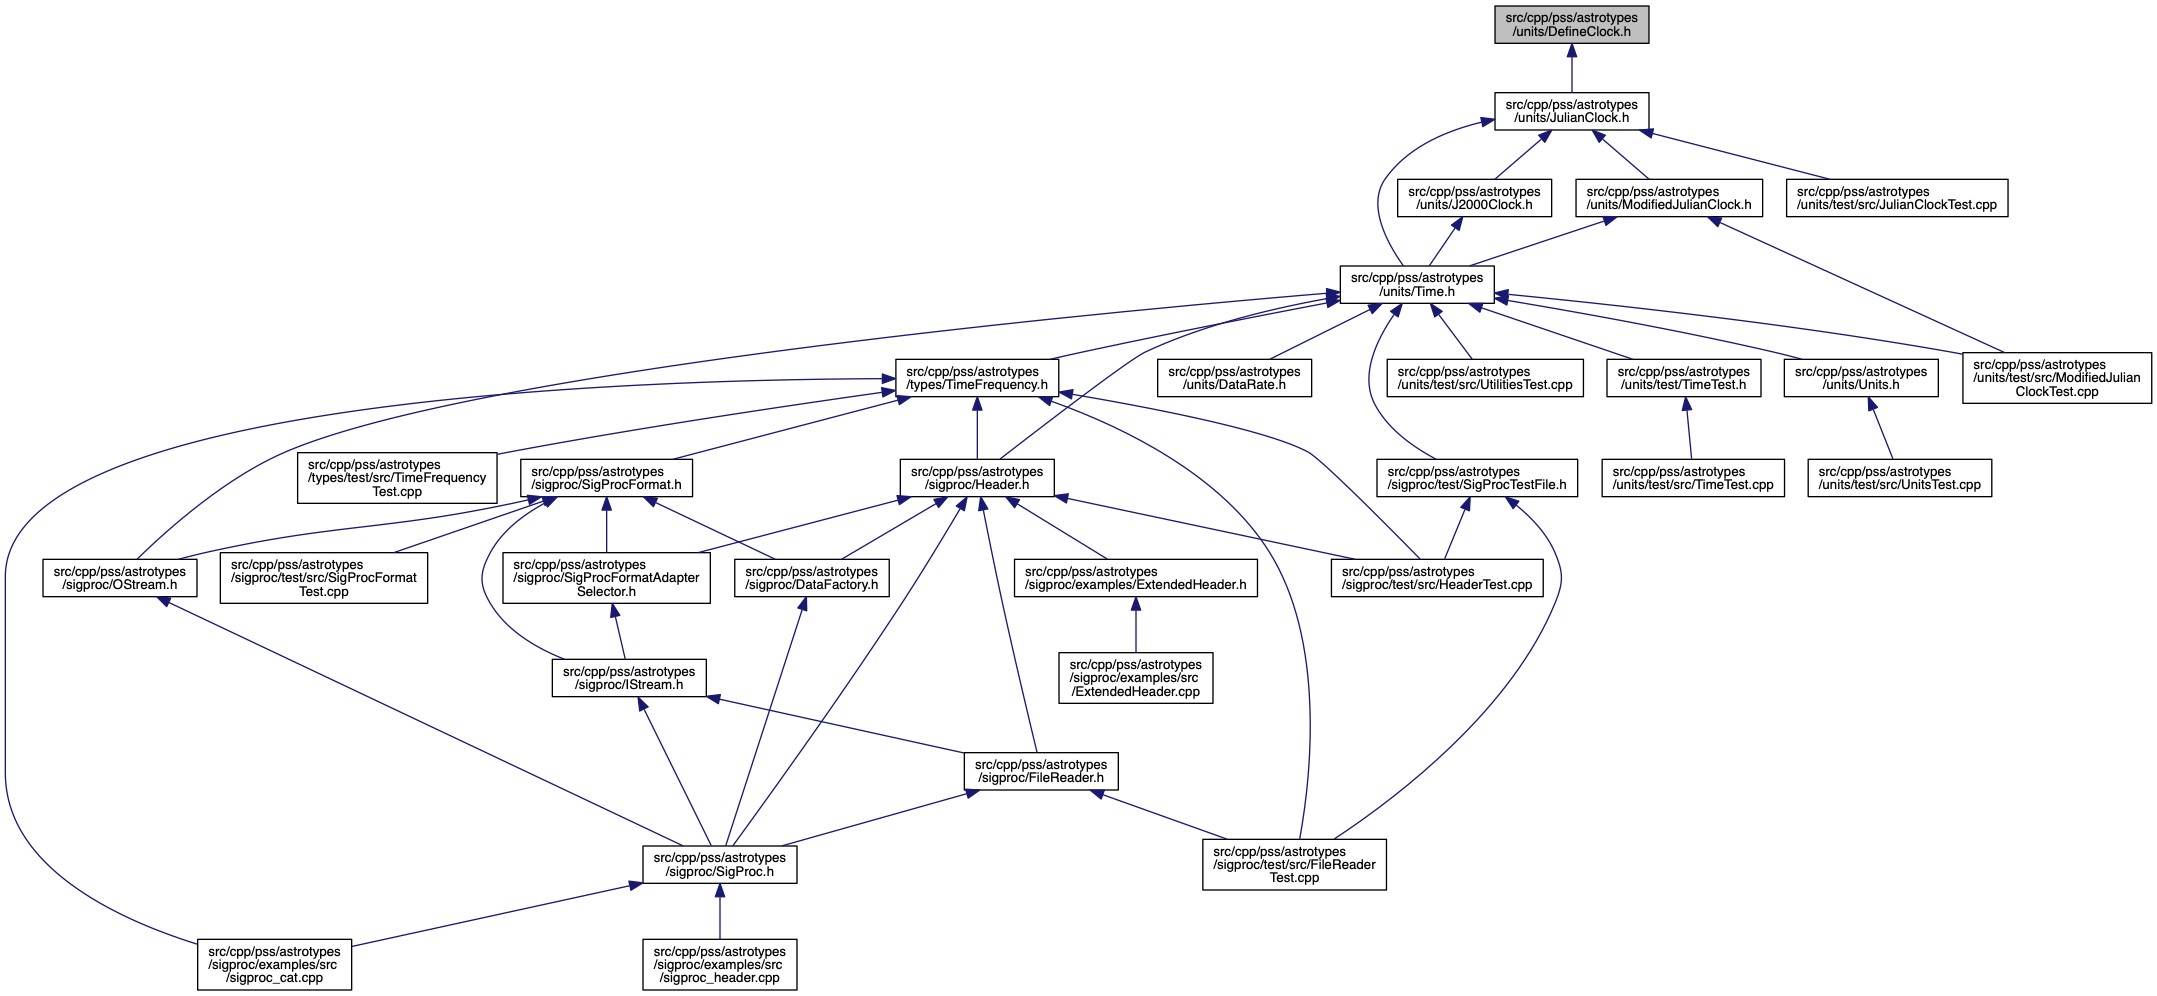 src/cpp/pss/astrotypes
/units/DefineClock.h
src/cpp/pss/astrotypes
/units/JulianClock.h
src/cpp/pss/astrotypes
/units/J2000Clock.h
src/cpp/pss/astrotypes
/units/ModifiedJulianClock.h
src/cpp/pss/astrotypes
/units/test/src/JulianClockTest.cpp
src/cpp/pss/astrotypes
/units/Time.h
src/cpp/pss/astrotypes
/types/TimeFrequency.h
src/cpp/pss/astrotypes
/units/DataRate.h
src/cpp/pss/astrotypes
/units/test/src/UtilitiesTest.cpp
src/cpp/pss/astrotypes
/units/test/TimeTest.h
src/cpp/pss/astrotypes
/units/Units.h
src/cpp/pss/astrotypes
/units/test/src/ModifiedJulian
ClockTest.cpp
src/cpp/pss/astrotypes
/types/test/src/TimeFrequency
Test.cpp
src/cpp/pss/astrotypes
/sigproc/SigProcFormat.h
src/cpp/pss/astrotypes
/sigproc/Header.h
src/cpp/pss/astrotypes
/sigproc/test/SigProcTestFile.h
src/cpp/pss/astrotypes
/units/test/src/TimeTest.cpp
src/cpp/pss/astrotypes
/units/test/src/UnitsTest.cpp
src/cpp/pss/astrotypes
/sigproc/OStream.h
src/cpp/pss/astrotypes
/sigproc/test/src/SigProcFormat
Test.cpp
src/cpp/pss/astrotypes
/sigproc/SigProcFormatAdapter
Selector.h
src/cpp/pss/astrotypes
/sigproc/DataFactory.h
src/cpp/pss/astrotypes
/sigproc/examples/ExtendedHeader.h
src/cpp/pss/astrotypes
/sigproc/test/src/HeaderTest.cpp
src/cpp/pss/astrotypes
/sigproc/IStream.h
src/cpp/pss/astrotypes
/sigproc/examples/src
/ExtendedHeader.cpp
src/cpp/pss/astrotypes
/sigproc/FileReader.h
src/cpp/pss/astrotypes
/sigproc/SigProc.h
src/cpp/pss/astrotypes
/sigproc/test/src/FileReader
Test.cpp
src/cpp/pss/astrotypes
/sigproc/examples/src
/sigproc_cat.cpp
src/cpp/pss/astrotypes
/sigproc/examples/src
/sigproc_header.cpp